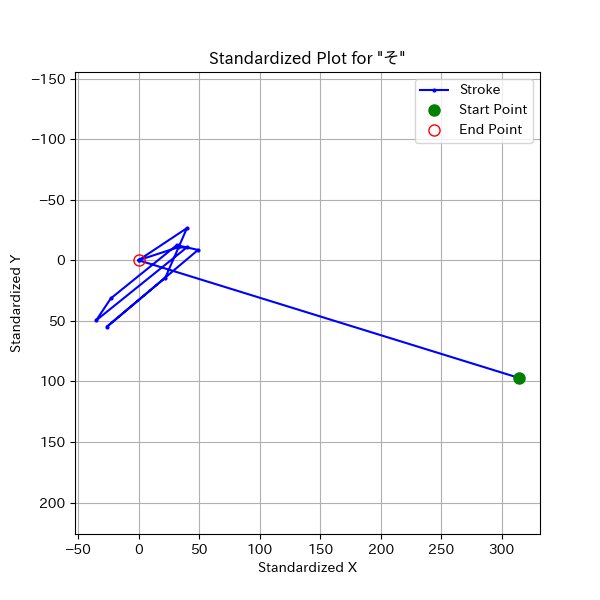 Standardized Plot for "そ"
Stroke
Start Point
End Point
−150
−100
−50
0
50
100
150
200
Standardized Y
−50 0 50 100 150 200 250 300
Standardized X